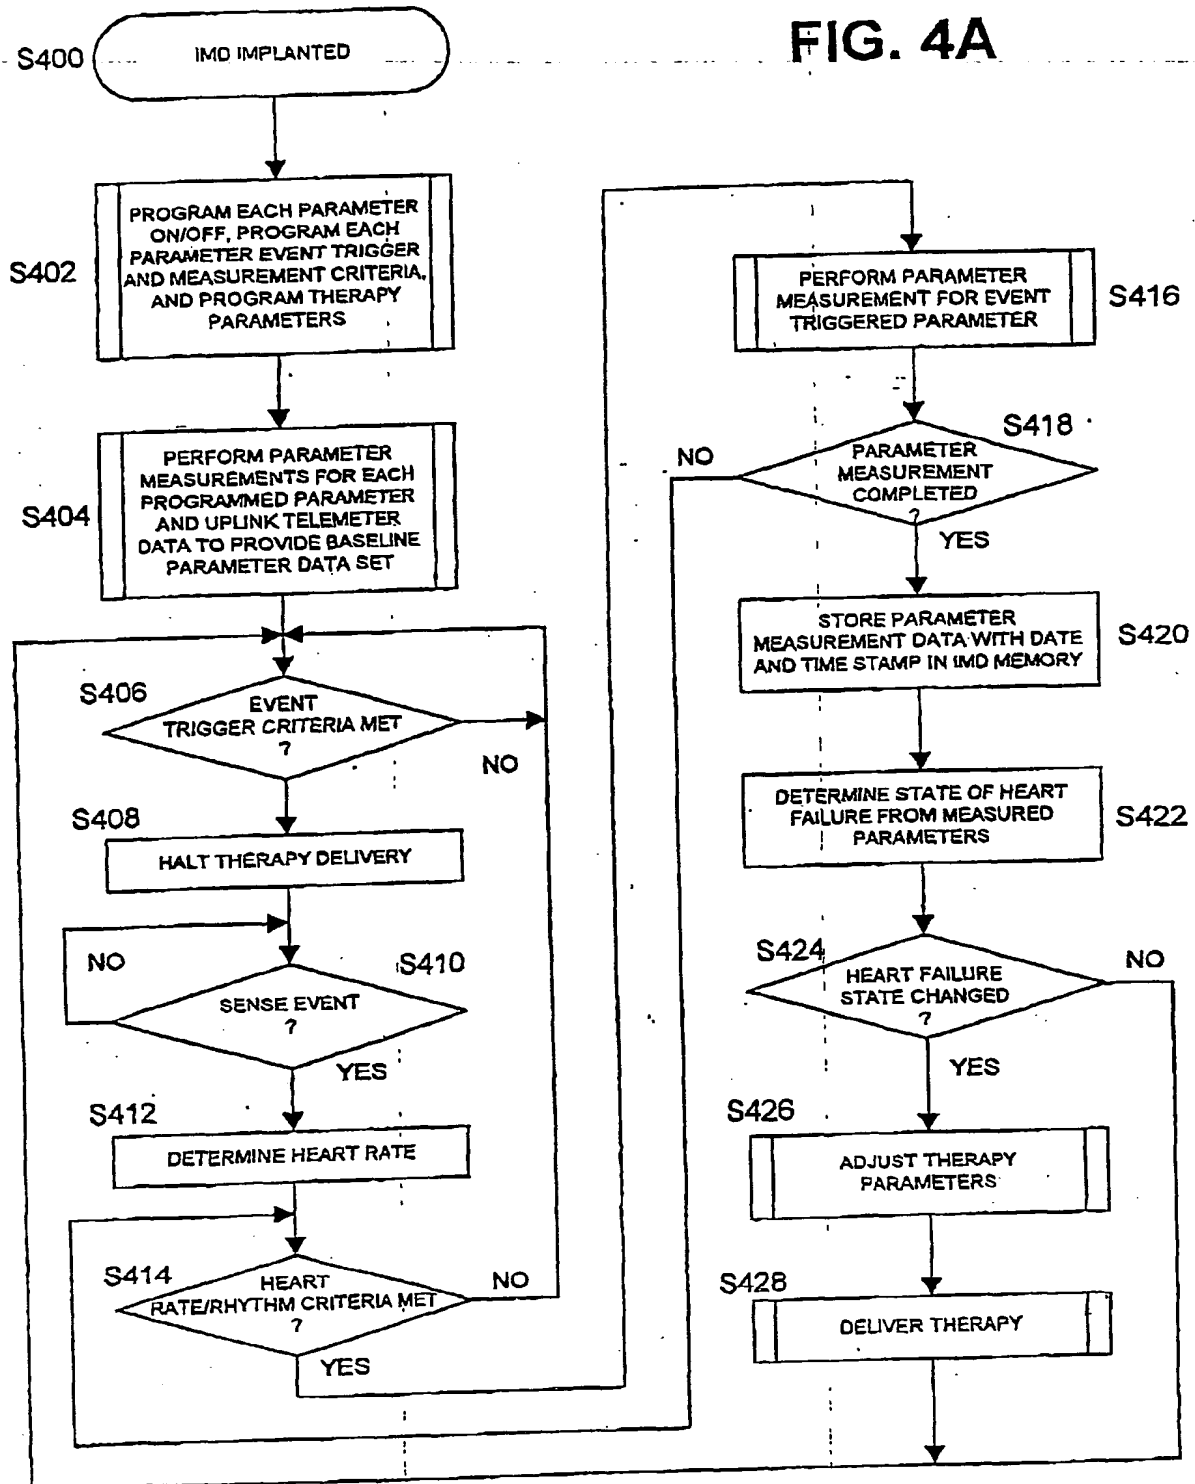 FIG. 4A
S400
IMD IMPLANTED
S402
PROGRAM EACH PARAMETER
ON/OFF, PROGRAM EACH
PARAMETER EVENT TRIGGER
AND MEASUREMENT CRITERIA,
AND PROGRAM THERAPY
PARAMETERS
S404
PERFORM PARAMETER
MEASUREMENTS FOR EACH
PROGRAMMED PARAMETER
AND UPLINK TELEMETER
DATA TO PROVIDE BASELINE
PARAMETER DATA SET
S406
EVENT
TRIGGER CRITERIA MET
?
NO
S408
HALT THERAPY DELIVERY
NO
S410
SENSE EVENT
?
YES
S412
DETERMINE HEART RATE
S414
HEART
RATE/RHYTHM CRITERIA MET
?
NO
YES
PERFORM PARAMETER
MEASUREMENT FOR EVENT
TRIGGERED PARAMETER
S416
S418
NO
PARAMETER
MEASUREMENT
COMPLETED
?
YES
STORE PARAMETER
MEASUREMENT DATA WITH DATE
AND TIME STAMP IN IMD MEMORY
S420
DETERMINE STATE OF HEART
FAILURE FROM MEASURED
PARAMETERS
S422
S424
HEART FAILURE
STATE CHANGED
?
NO
YES
S426
ADJUST THERAPY
PARAMETERS
S428
DELIVER THERAPY